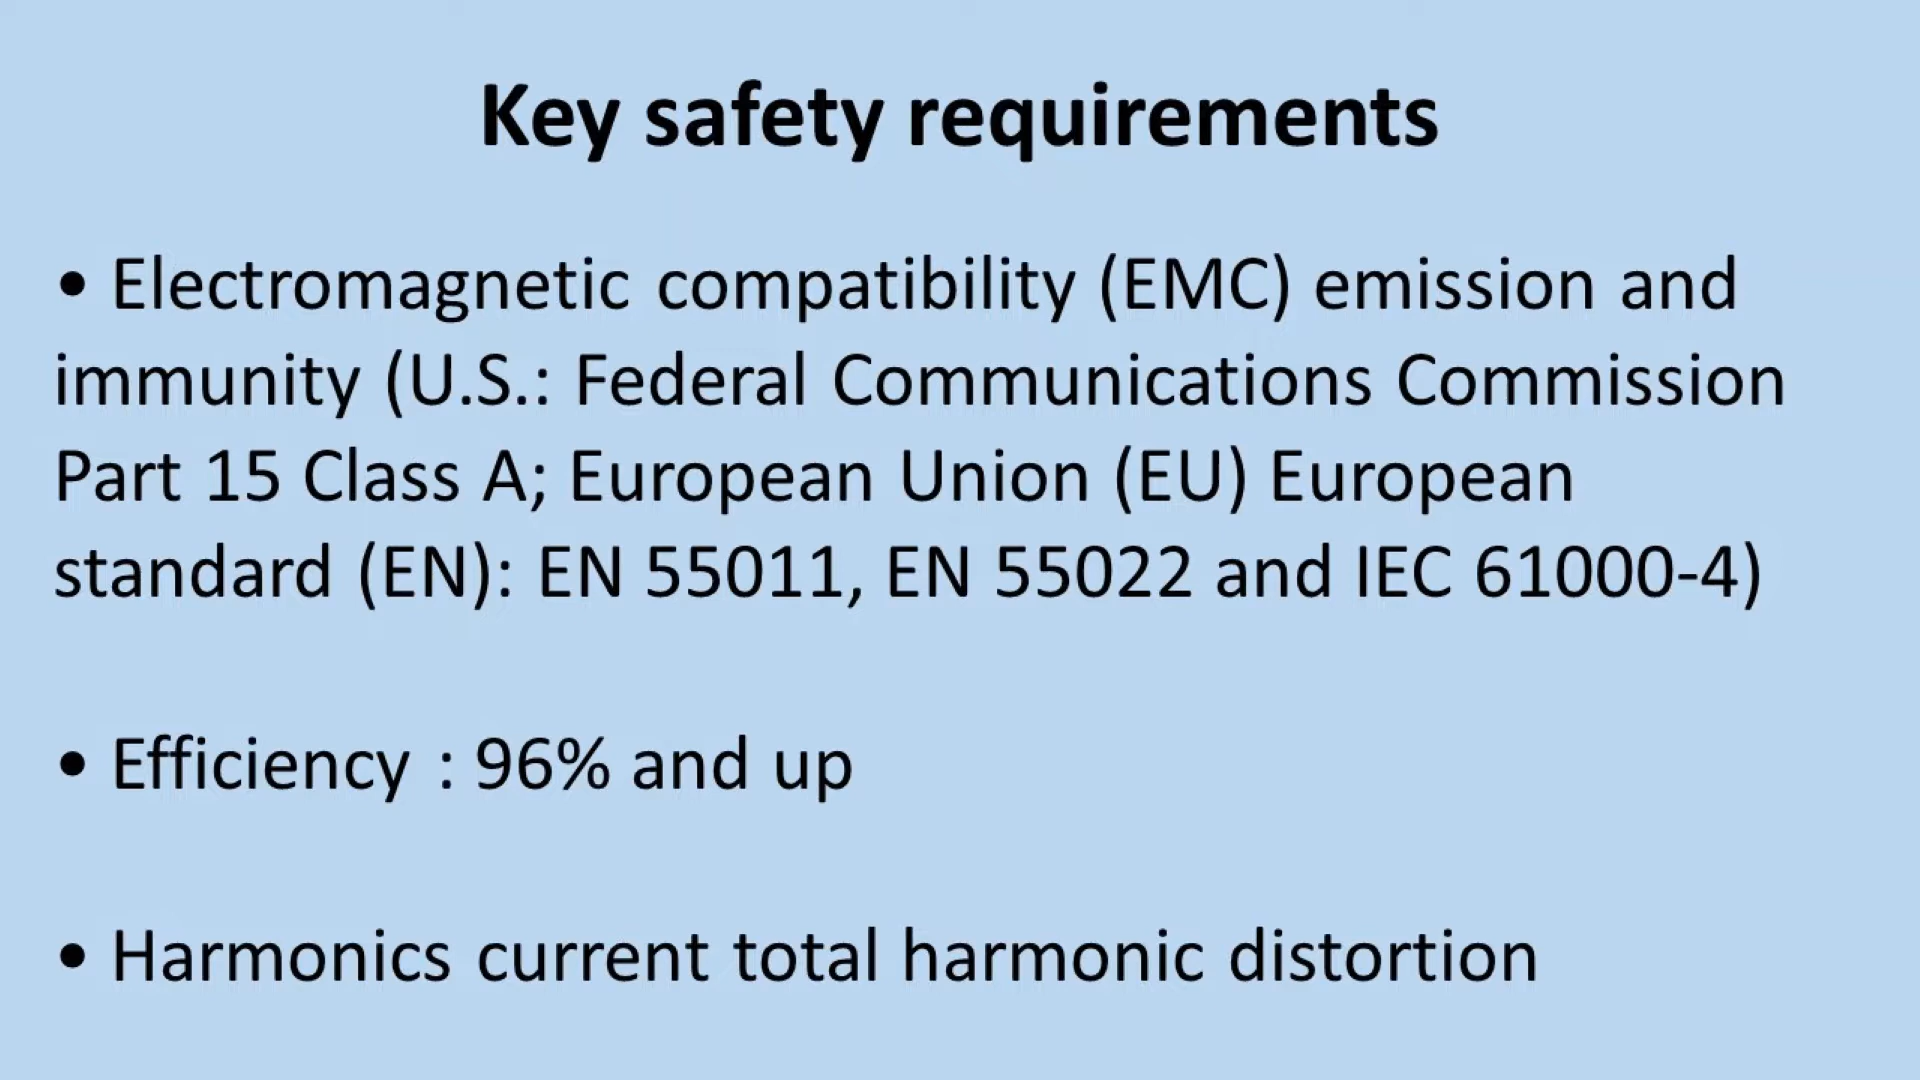 Key safety requirements
• Electromagnetic compatibility (EMC) emission and
immunity (U.S.: Federal Communications Commission
Part 15 Class A; European Union (EU) European
standard (EN): EN 55011, EN 55022 and IEC 61000-4)
• Efficiency : 96% and up
• Harmonics current total harmonic distortion